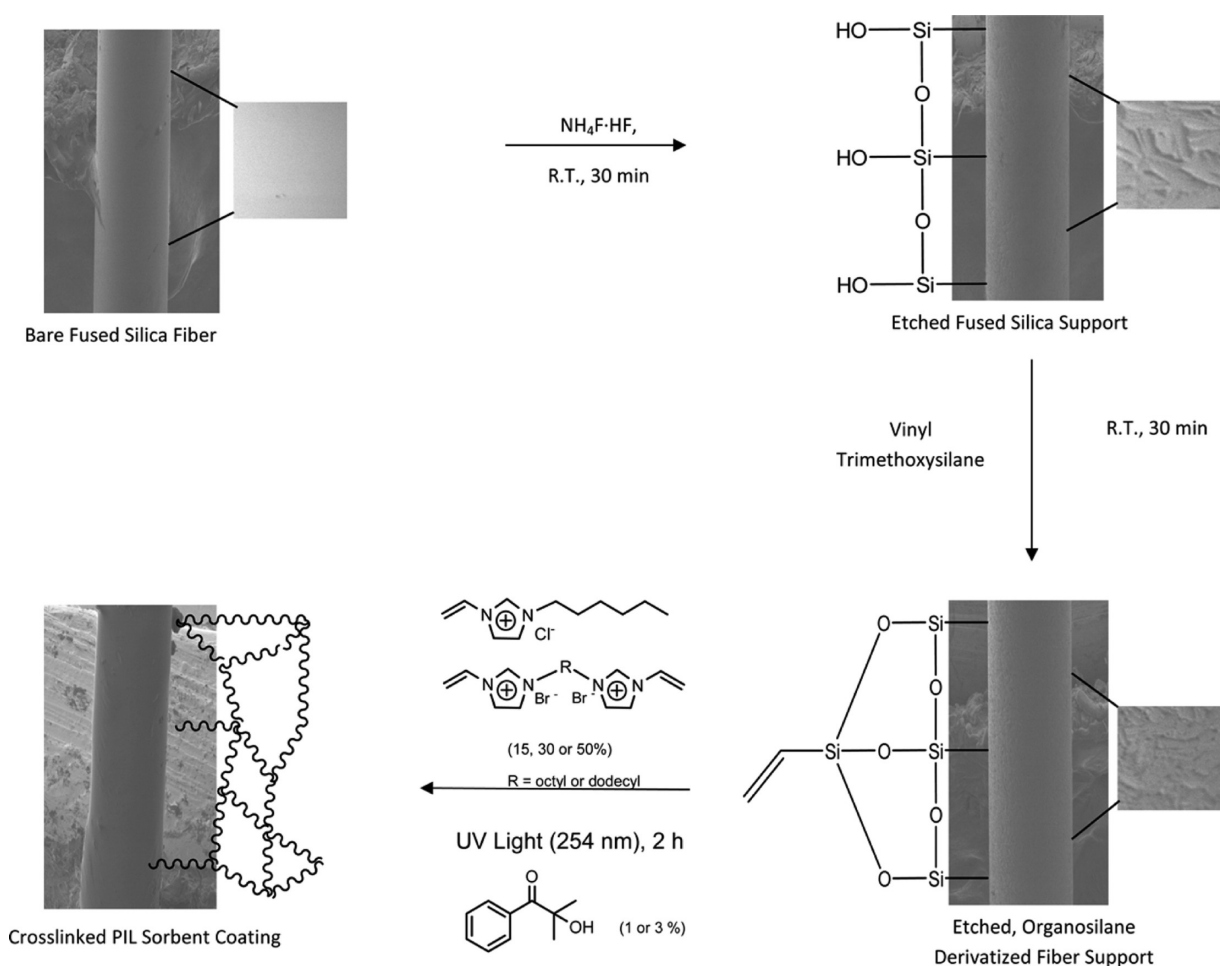 Bare Fused Silica Fiber
NH₄F·HF,
R.T., 30 min
HO
Si
O
HO
Si
O
HO
Si
Etched Fused Silica Support
Vinyl
Trimethoxysilane
R.T., 30 min
O
Si
O
Si
O
Si
O
O
Si
Etched, Organosilane
Derivatized Fiber Support
N
N
Cl⁻
R
N
N
N
N
Br⁻
Br⁻
(15, 30 or 50%)
R = octyl or dodecyl
UV Light (254 nm), 2 h
O
OH
(1 or 3 %)
Crosslinked PIL Sorbent Coating